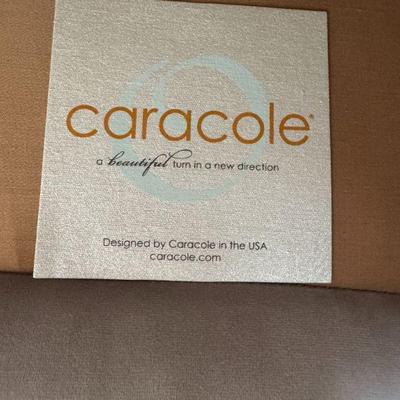 caracole®
a beautiful turn in a new direction
Designed by Caracole in the USA
caracole.com